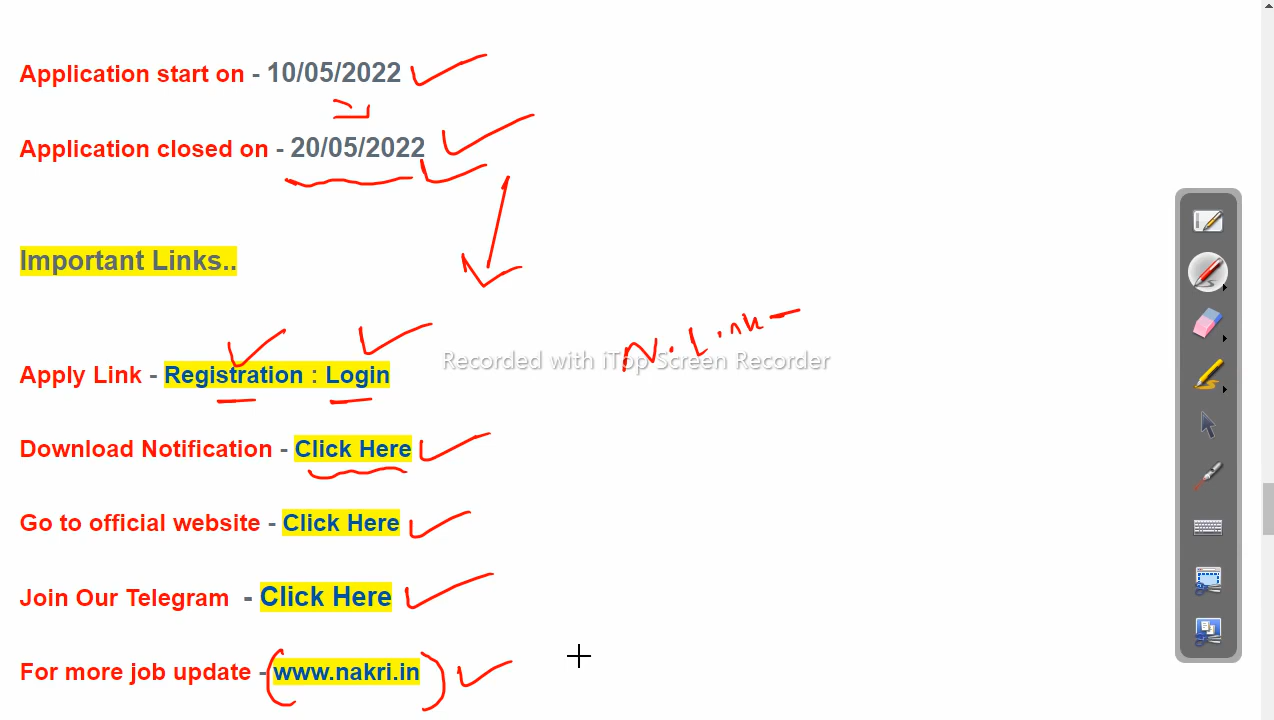 Application start on - 10/05/2022
Application closed on - 20/05/2022
Important Links..
N. Link -
Recorded with iTop Screen Recorder
Apply Link - Registration : Login
Download Notification - Click Here
Go to official website - Click Here
Join Our Telegram - Click Here
For more job update - (www.nakri.in)